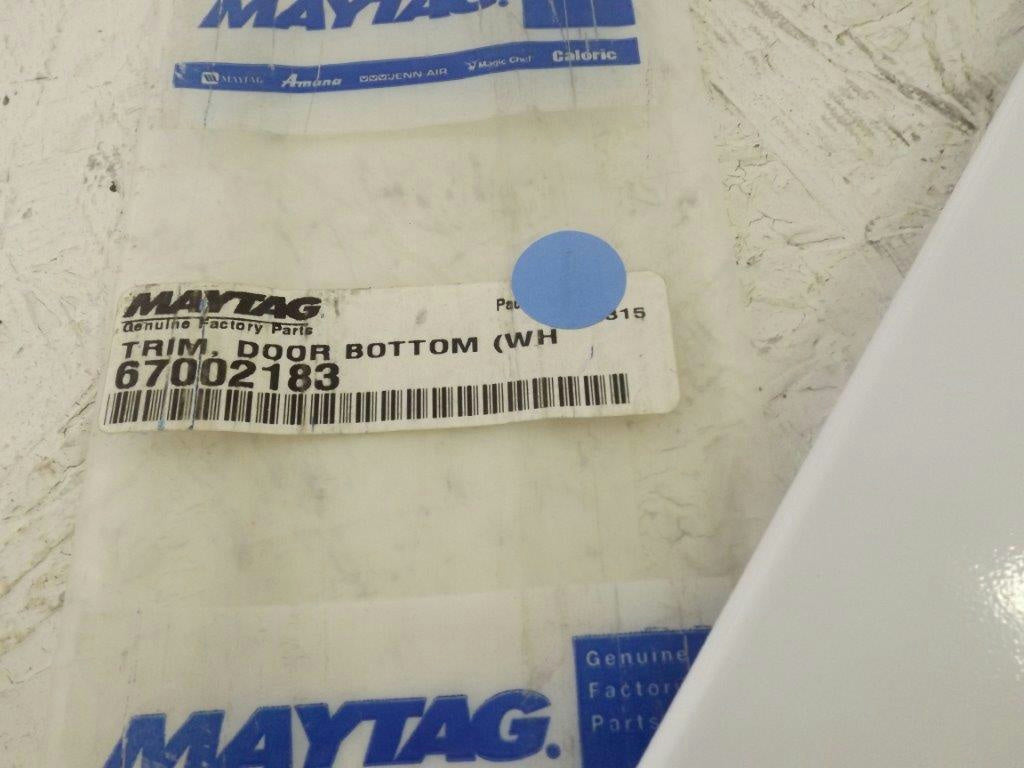 MAYTAG.
MAYTAG Amana JENN-AIR Magic Chef Caloric
MAYTAG
Genuine Factory Parts
TRIM, DOOR BOTTOM (WH
67002183
MAYTAG.
Genuine
Factory
Parts